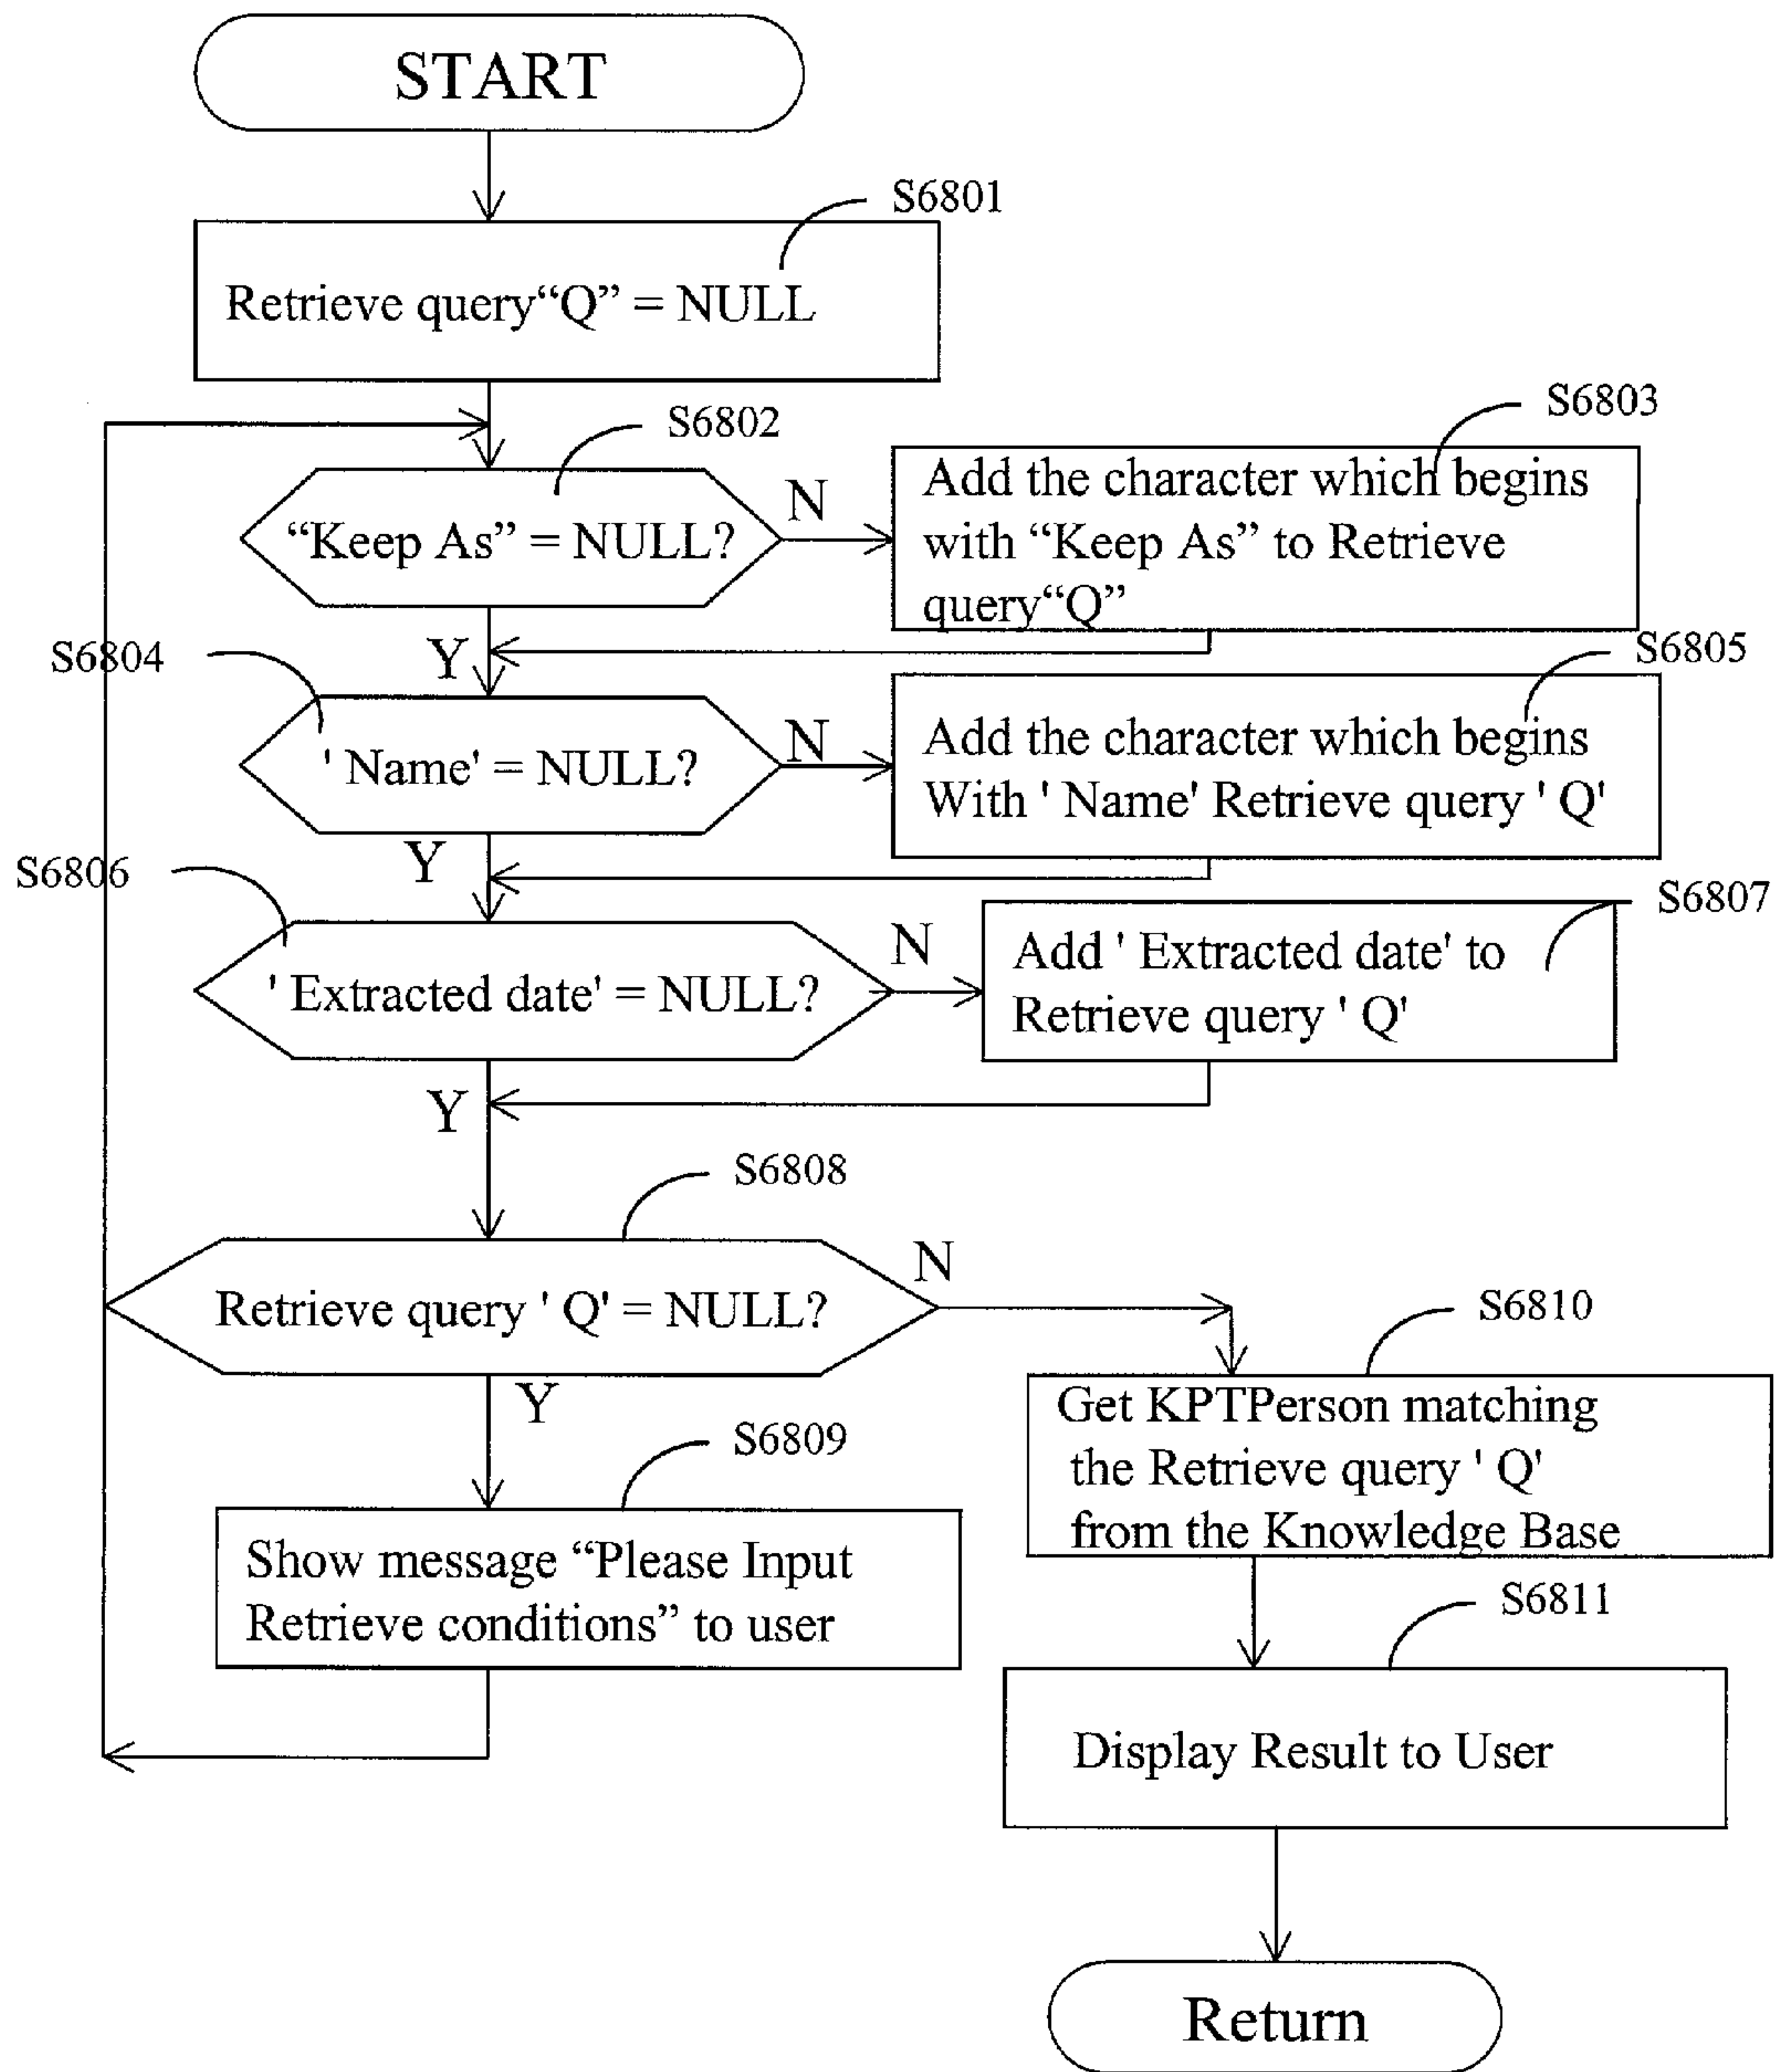 START
S6801
Retrieve query“Q” = NULL
S6802
“Keep As” = NULL?
N
Y
S6803
Add the character which begins
with “Keep As” to Retrieve
query“Q”
S6804
' Name' = NULL?
N
Y
S6805
Add the character which begins
With ' Name' Retrieve query ' Q'
S6806
' Extracted date' = NULL?
N
Y
S6807
Add ' Extracted date' to
Retrieve query ' Q'
S6808
Retrieve query ' Q' = NULL?
N
Y
S6809
Show message “Please Input
Retrieve conditions” to user
S6810
Get KPTPerson matching
the Retrieve query ' Q'
from the Knowledge Base
S6811
Display Result to User
Return